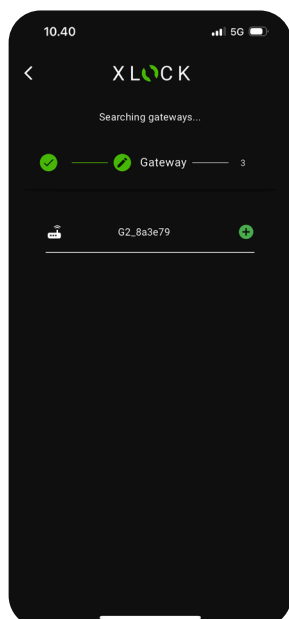 10.40 5G
XLOCK
Searching gateways...
Gateway 3
G2_8a3e79